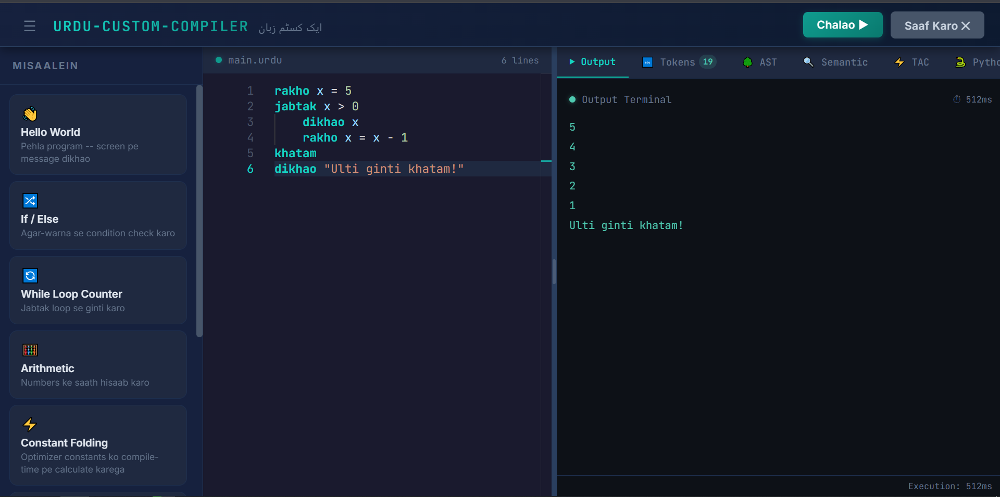 ☰ URDU-CUSTOM-COMPILER ایک کسٹم زبان
Chalao ▶ Saaf Karo ✕
MISAALEIN
Hello World
Pehla program -- screen pe
message dikhao
If / Else
Agar-warna se condition check karo
While Loop Counter
Jabtak loop se ginti karo
Arithmetic
Numbers ke saath hisaab karo
Constant Folding
Optimizer constants ko compile-
time pe calculate karega
main.urdu 6 lines
1 rakho x = 5
2 jabtak x > 0
3 dikhao x
4 rakho x = x - 1
5 khatam
6 dikhao "Ulti ginti khatam!"
▶ Output abc Tokens 19 AST Semantic TAC Pytho
Output Terminal 512ms
5
4
3
2
1
Ulti ginti khatam!
Execution: 512ms